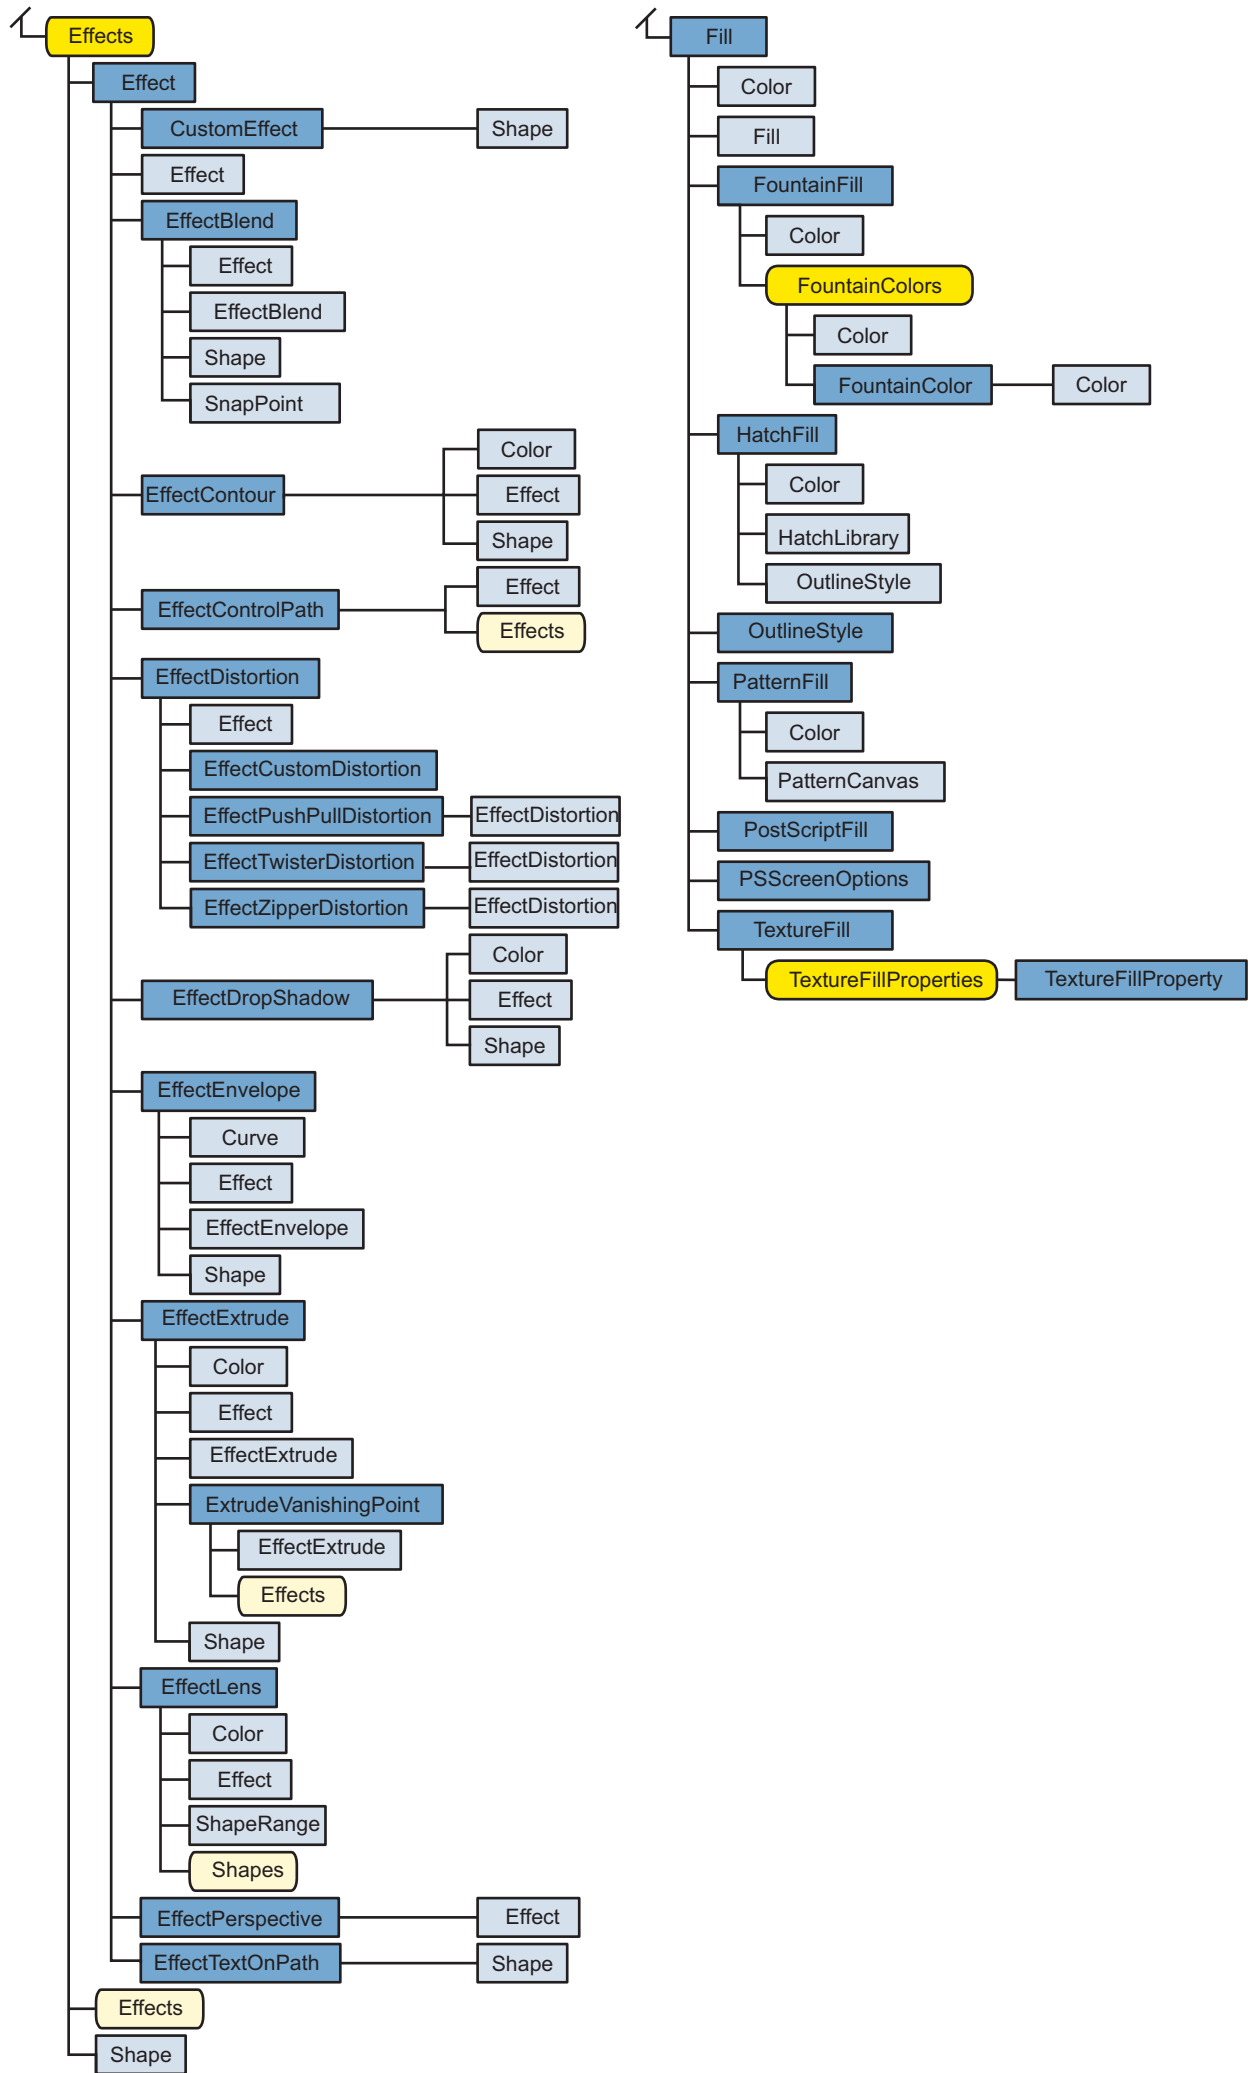 Effects
Effect
CustomEffect
Shape
Effect
EffectBlend
Effect
EffectBlend
Shape
SnapPoint
Color
EffectContour
Effect
Shape
Effect
EffectControlPath
Effects
EffectDistortion
Effect
EffectCustomDistortion
EffectPushPullDistortion
EffectDistortion
EffectTwisterDistortion
EffectDistortion
EffectZipperDistortion
EffectDistortion
Color
EffectDropShadow
Effect
Shape
EffectEnvelope
Curve
Effect
EffectEnvelope
Shape
EffectExtrude
Color
Effect
EffectExtrude
ExtrudeVanishingPoint
EffectExtrude
Effects
Shape
EffectLens
Color
Effect
ShapeRange
Shapes
EffectPerspective
Effect
EffectTextOnPath
Shape
Effects
Shape
Fill
Color
Fill
FountainFill
Color
FountainColors
Color
FountainColor
Color
HatchFill
Color
HatchLibrary
OutlineStyle
OutlineStyle
PatternFill
Color
PatternCanvas
PostScriptFill
PSScreenOptions
TextureFill
TextureFillProperties
TextureFillProperty